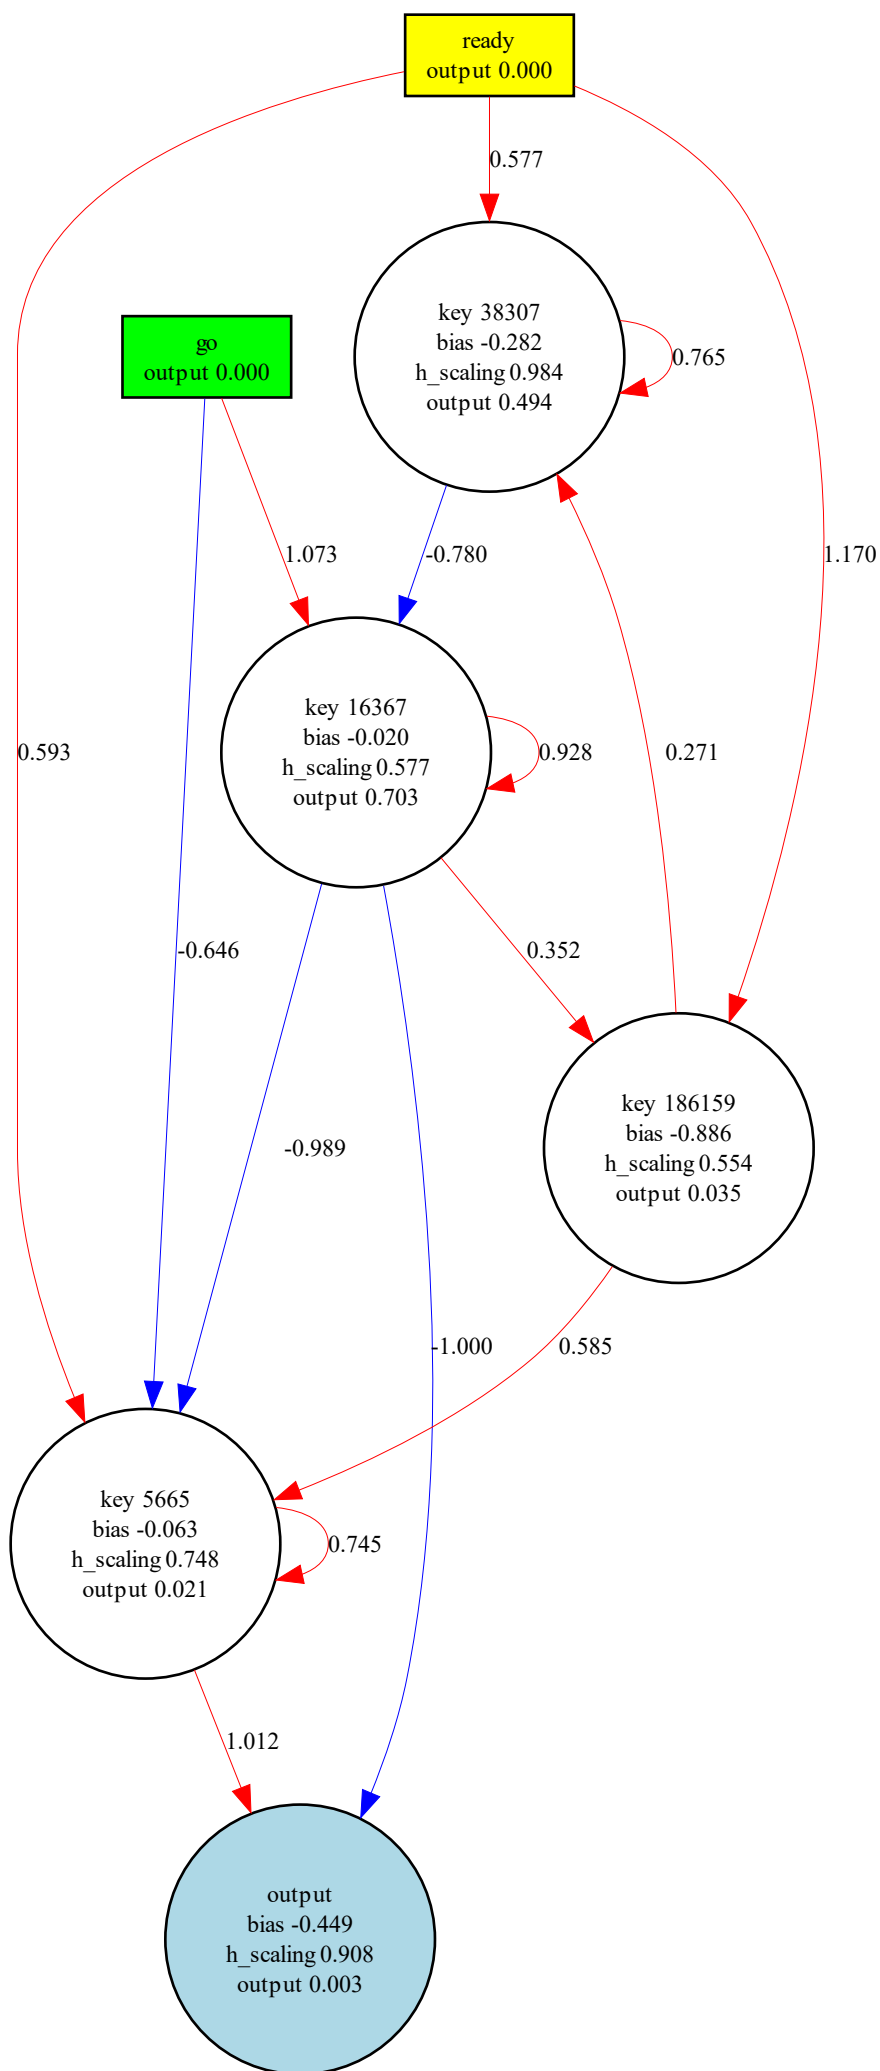 ready
output 0.000
0.577
key 38307
bias -0.282
h_scaling 0.984
output 0.494
0.765
go
output 0.000
1.073
-0.780
1.170
key 16367
bias -0.020
h_scaling 0.577
output 0.703
0.928
0.593
0.271
-0.646
0.352
key 186159
bias -0.886
h_scaling 0.554
output 0.035
-0.989
-1.000
0.585
key 5665
bias -0.063
h_scaling 0.748
output 0.021
0.745
1.012
output
bias -0.449
h_scaling 0.908
output 0.003